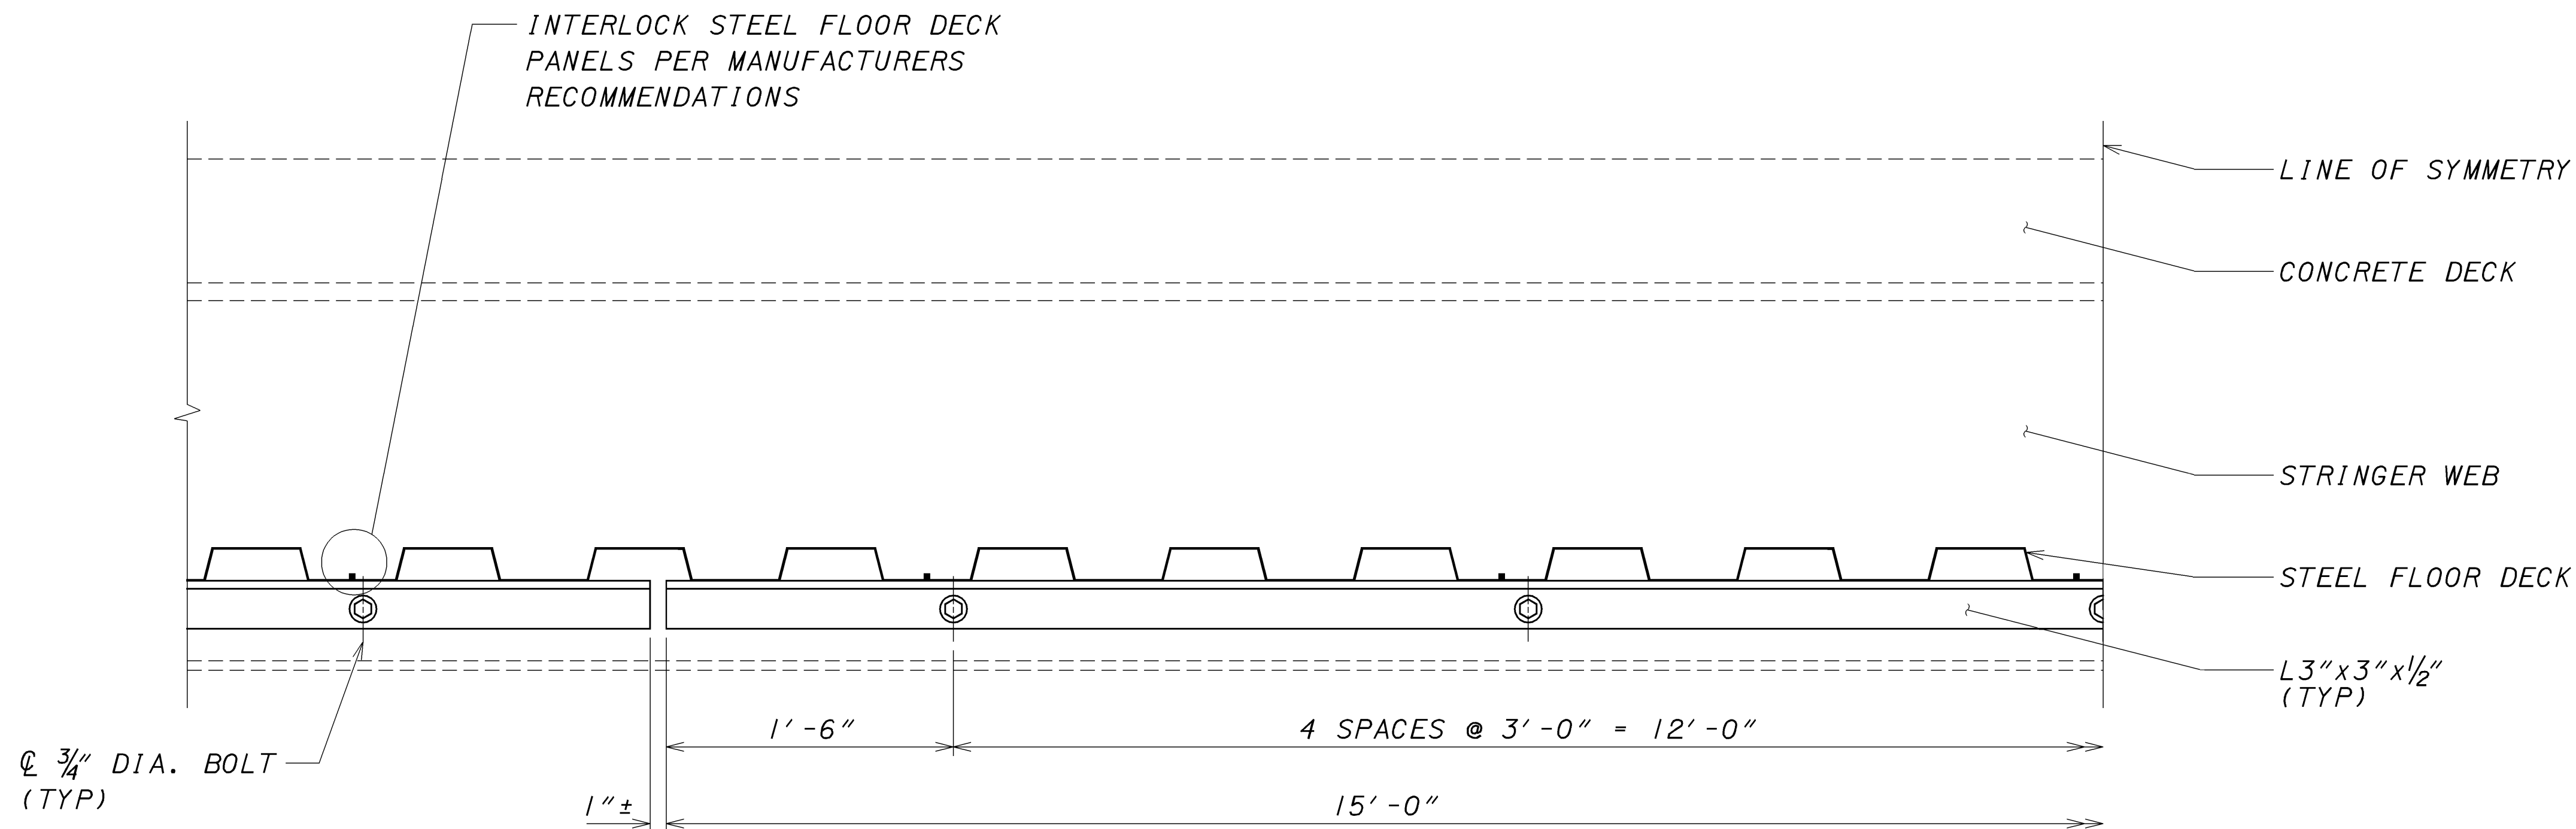 INTERLOCK STEEL FLOOR DECK
PANELS PER MANUFACTURERS
RECOMMENDATIONS
LINE OF SYMMETRY
CONCRETE DECK
STRINGER WEB
STEEL FLOOR DECK
L3"x3"x1/2"
(TYP)
1'-6"
4 SPACES @ 3'-0" = 12'-0"
℄ 3/4" DIA. BOLT
(TYP)
1"±
15'-0"